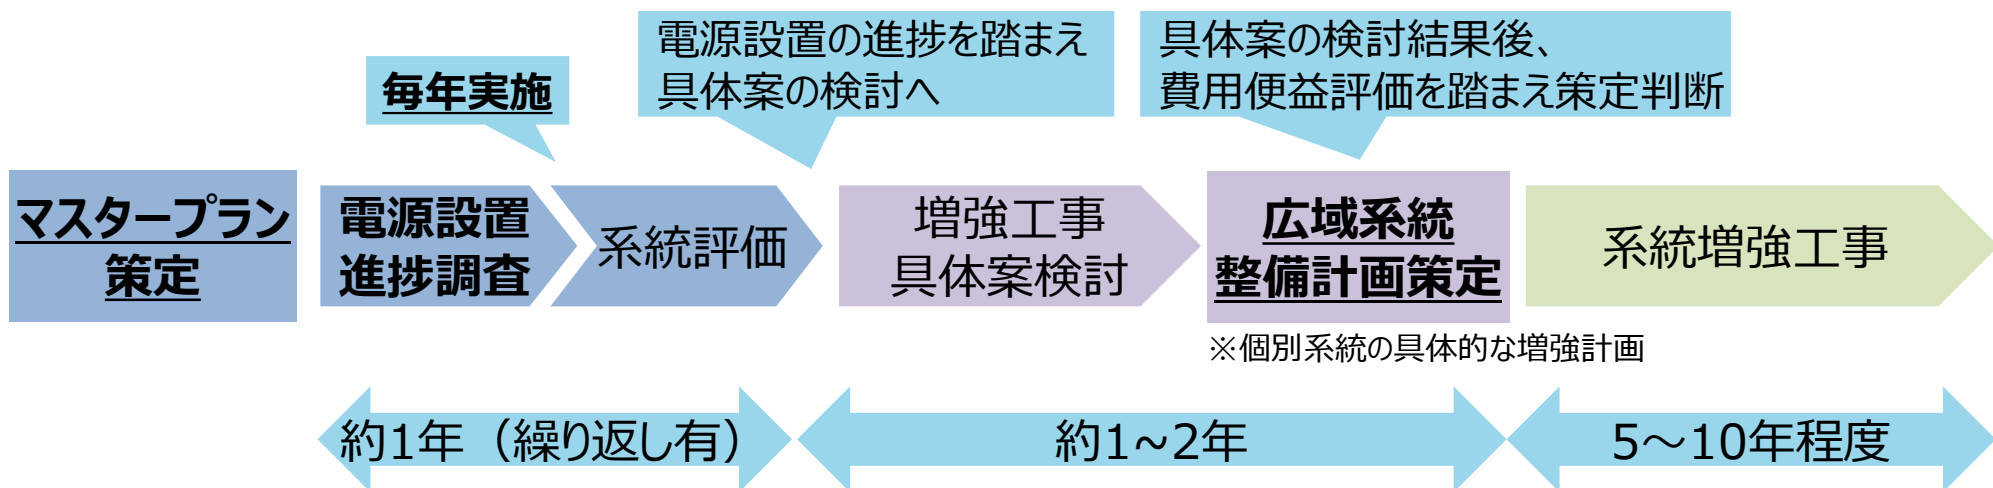 毎年実施
電源設置の進捗を踏まえ
具体案の検討へ
具体案の検討結果後、
費用便益評価を踏まえ策定判断
マスタープラン
策定
電源設置
進捗調査
系統評価
増強工事
具体案検討
広域系統
整備計画策定
系統増強工事
※個別系統の具体的な増強計画
約1年（繰り返し有）
約1~2年
5～10年程度